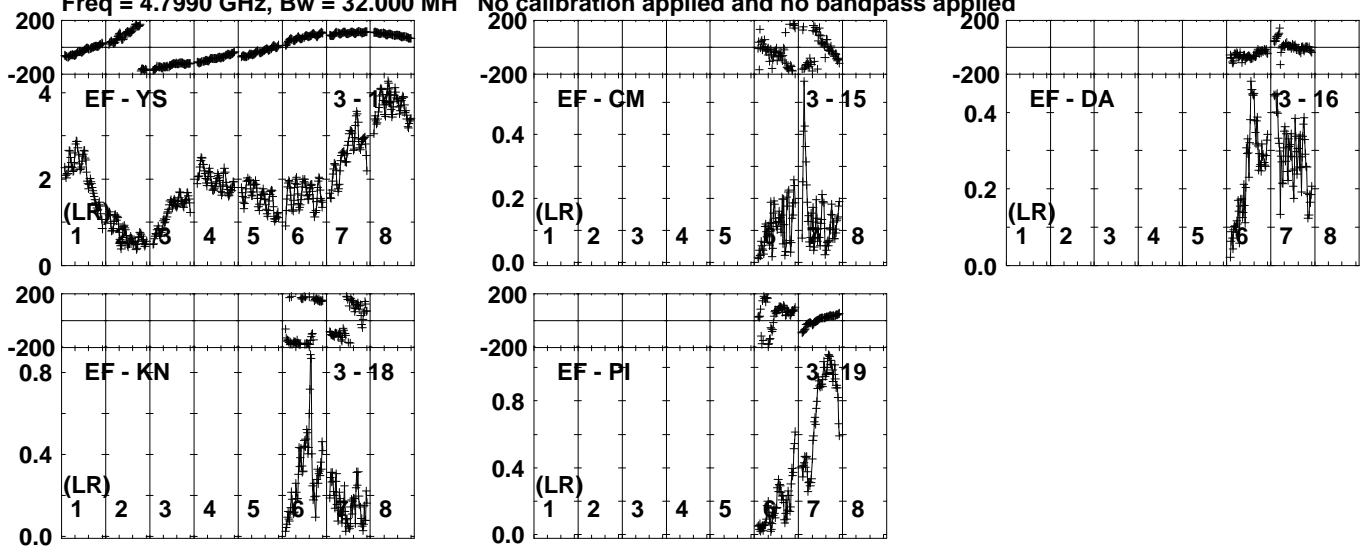 Freq = 4.7990 GHz, Bw = 32.000 MH No calibration applied and no bandpass applied
200
-200
EF - YS
4
2
0
(LR)
1 2 3 4 5 6 7 8
200
-200
EF - CM 3 - 15
0.4
0.2
0.0
(LR)
1 2 3 4 5 6 7 8
200
-200
EF - DA 3 - 16
0.4
0.2
0.0
(LR)
1 2 3 4 5 6 7 8
200
-200
EF - KN 3 - 18
0.8
0.4
0.0
(LR)
1 2 3 4 5 6 7 8
200
-200
EF - PI 3 - 19
0.8
0.4
0.0
(LR)
1 2 3 4 5 6 7 8